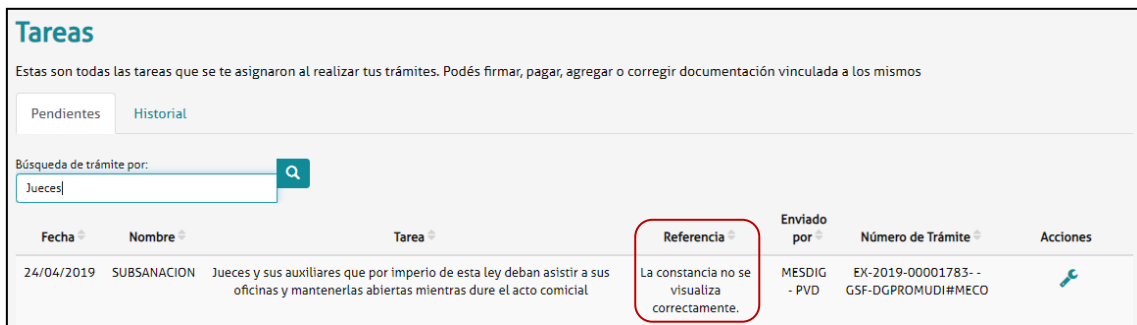 Tareas
Estas son todas las tareas que se te asignaron al realizar tus trámites. Podés firmar, pagar, agregar o corregir documentación vinculada a los mismos
Pendientes Historial
Búsqueda de trámite por:
Jueces
Fecha Nombre Tarea Referencia Enviado por Número de Trámite Acciones
24/04/2019 SUBSANACION Jueces y sus auxiliares que por imperio de esta ley deban asistir a sus La constancia no se MESDIG EX-2019-00001783- -
oficinas y mantenerlas abiertas mientras dure el acto comicial visualiza - PVD GSF-DGPROMUDI#MECO
correctamente.